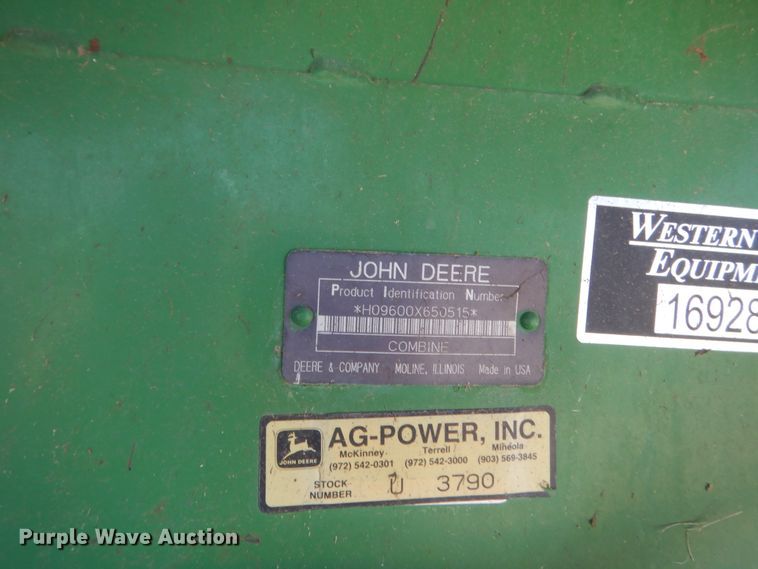 WESTERN
EQUIPM
16928
JOHN DEERE
Product Identification Number
*H09600X650515*
COMBINE
DEERE & COMPANY MOLINE, ILLINOIS Made in USA
JOHN DEERE
AG-POWER, INC.
McKinney Terrell Mineola
(972) 542-0301 (972) 542-3000 (903) 569-3845
STOCK NUMBER U 3790
Purple Wave Auction